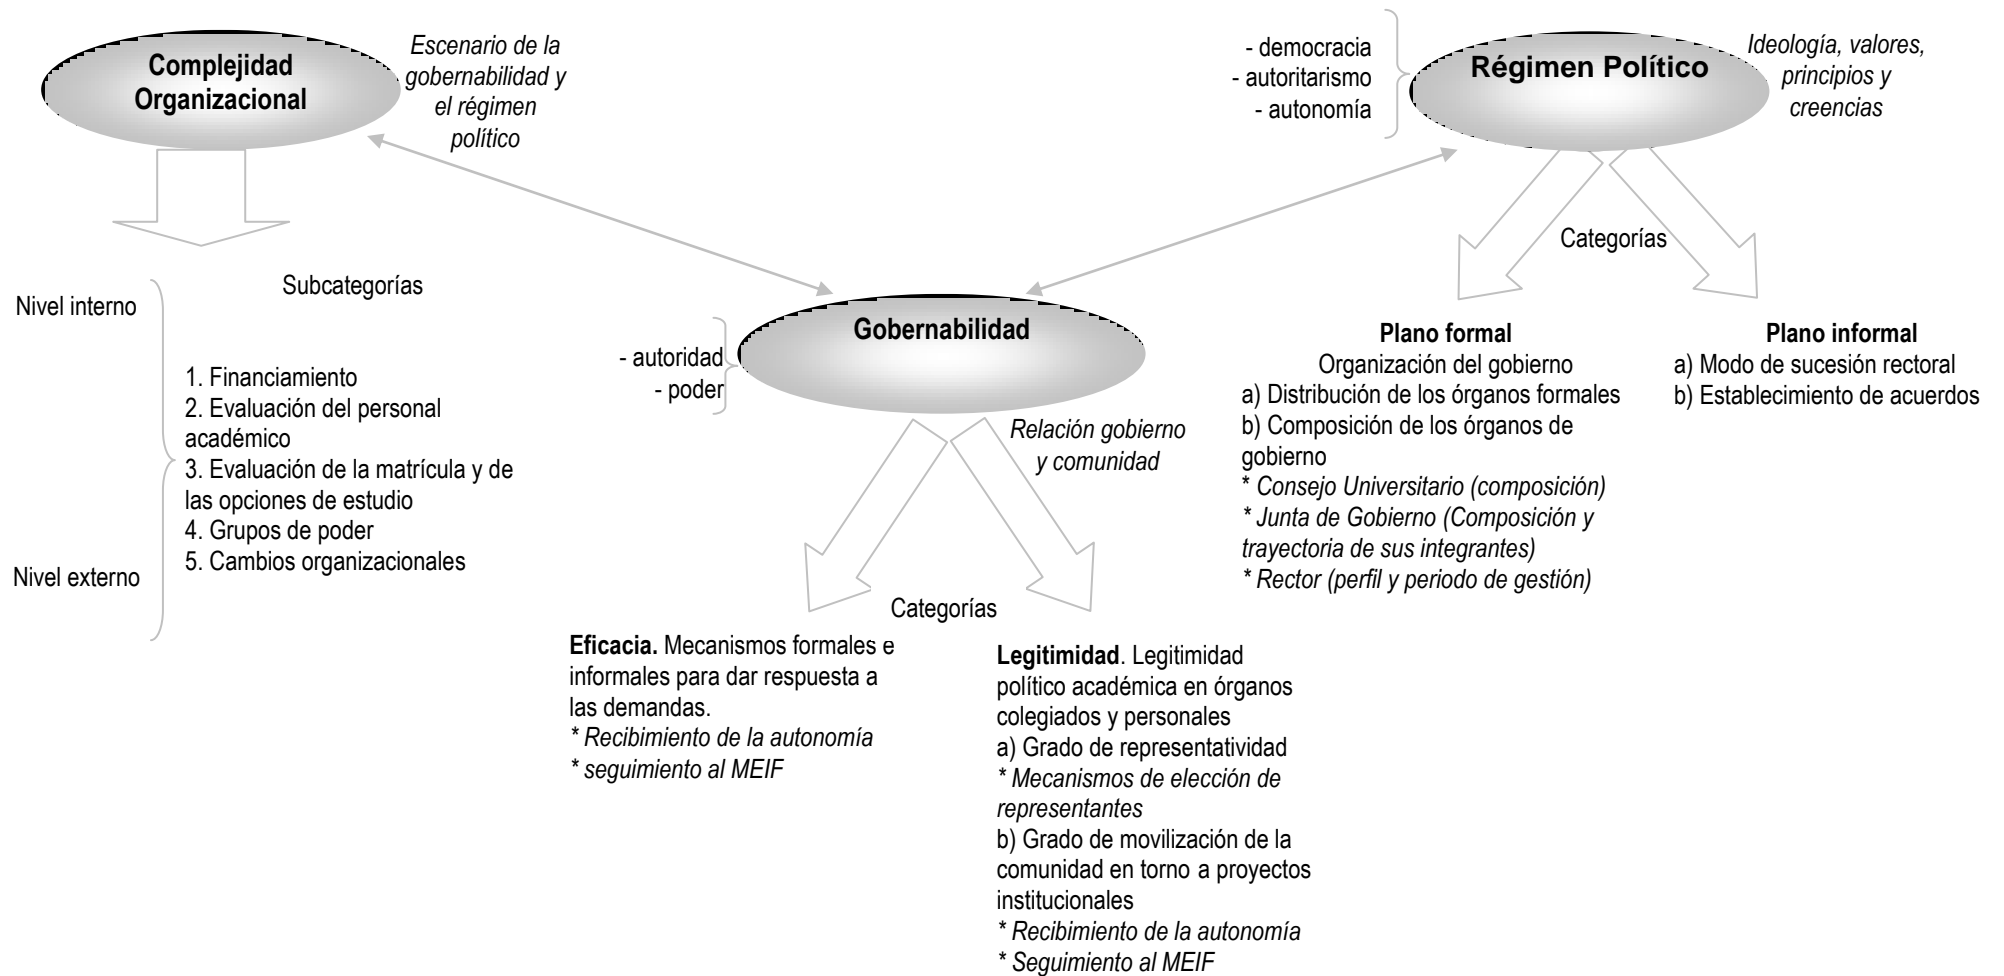 Complejidad
Organizacional
Escenario de la
gobernabilidad y
el régimen
político
- democracia
- autoritarismo
- autonomía
Régimen Político
Ideología, valores,
principios y
creencias
Nivel interno
Nivel externo
Subcategorías
1. Financiamiento
2. Evaluación del personal
académico
3. Evaluación de la matrícula y de
las opciones de estudio
4. Grupos de poder
5. Cambios organizacionales
- autoridad
- poder
Gobernabilidad
Relación gobierno
y comunidad
Categorías
Eficacia. Mecanismos formales e
informales para dar respuesta a
las demandas.
* Recibimiento de la autonomía
* seguimiento al MEIF
Legitimidad. Legitimidad
político académica en órganos
colegiados y personales
a) Grado de representatividad
* Mecanismos de elección de
representantes
b) Grado de movilización de la
comunidad en torno a proyectos
institucionales
* Recibimiento de la autonomía
* Seguimiento al MEIF
Categorías
Plano formal
Organización del gobierno
a) Distribución de los órganos formales
b) Composición de los órganos de
gobierno
* Consejo Universitario (composición)
* Junta de Gobierno (Composición y
trayectoria de sus integrantes)
* Rector (perfil y periodo de gestión)
Plano informal
a) Modo de sucesión rectoral
b) Establecimiento de acuerdos